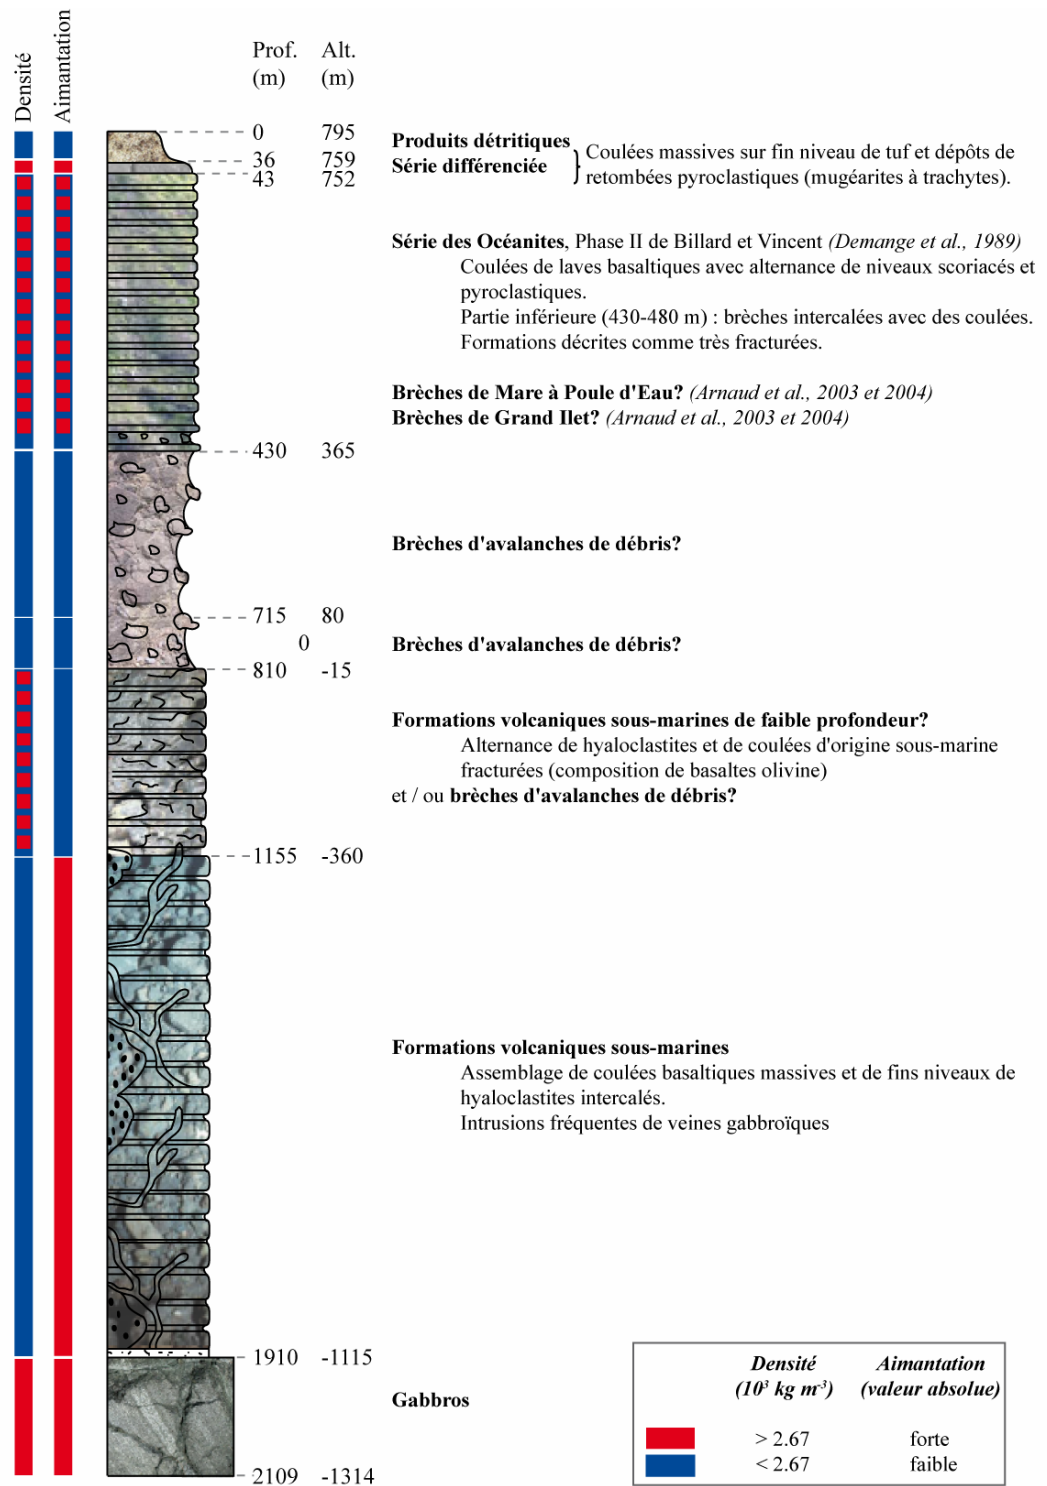 Densité
Aimantation
Prof. Alt.
(m) (m)
0 795
36 759
43 752
Produits détritiques
Série différenciée
Coulées massives sur fin niveau de tuf et dépôts de
retombées pyroclastiques (mugéarites à trachytes).
Série des Océanites, Phase II de Billard et Vincent (Demange et al., 1989)
Coulées de laves basaltiques avec alternance de niveaux scoriacés et
pyroclastiques.
Partie inférieure (430-480 m) : brèches intercalées avec des coulées.
Formations décrites comme très fracturées.
Brèches de Mare à Poule d'Eau? (Arnaud et al., 2003 et 2004)
Brèches de Grand Ilet? (Arnaud et al., 2003 et 2004)
430 365
Brèches d'avalanches de débris?
715 80
0
Brèches d'avalanches de débris?
810 -15
Formations volcaniques sous-marines de faible profondeur?
Alternance de hyaloclastites et de coulées d'origine sous-marine
fracturées (composition de basaltes olivine)
et / ou brèches d'avalanches de débris?
1155 -360
Formations volcaniques sous-marines
Assemblage de coulées basaltiques massives et de fins niveaux de
hyaloclastites intercalés.
Intrusions fréquentes de veines gabbroïques
1910 -1115
Gabbros
2109 -1314
Densité Aimantation
(10³ kg m⁻³) (valeur absolue)
> 2.67 forte
< 2.67 faible